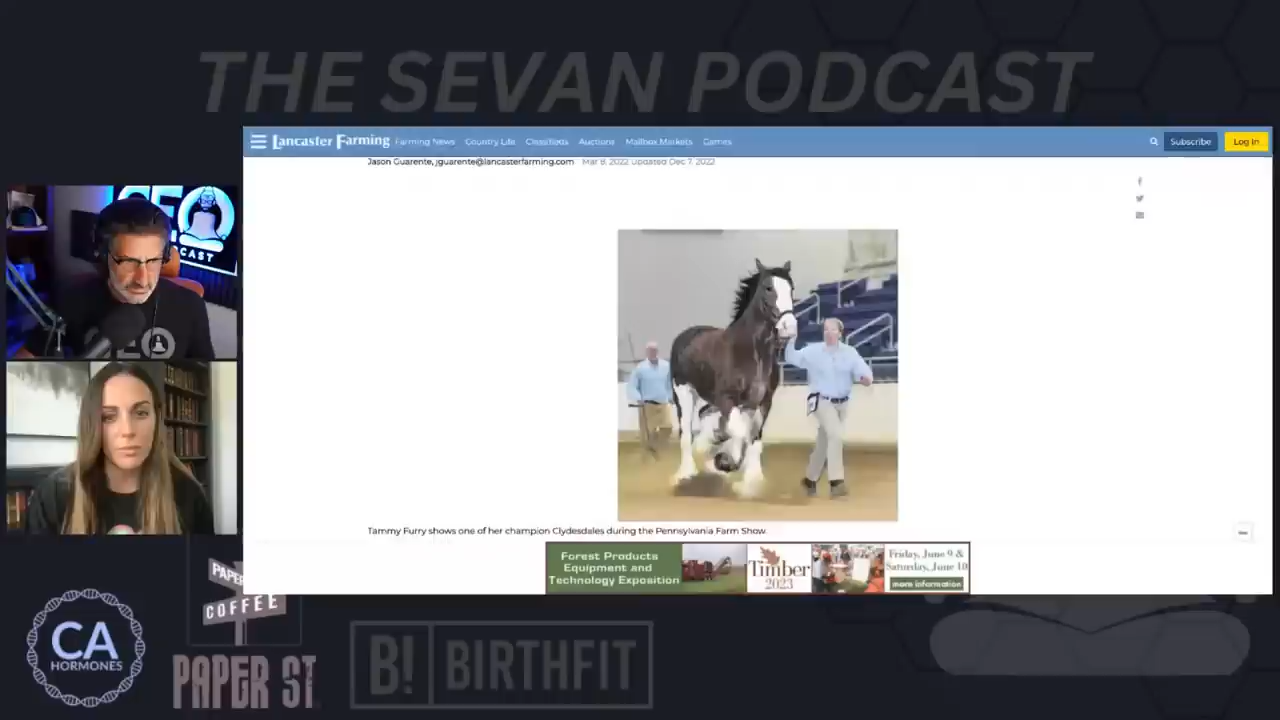 THE SEVAN PODCAST
Lancaster Farming Farming News Country Life Classifieds Auctions Mailbox Markets Games Subscribe Log In
Jason Guarente, jguarente@lancasterfarming.com Mar 8, 2022 Updated Dec 7, 2022
CEO
CAST
Tammy Furry shows one of her champion Clydesdales during the Pennsylvania Farm Show.
Forest Products
Equipment and
Technology Exposition
Timber
2023
Friday, June 9 &
Saturday, June 10
more information
CA
HORMONES
PAPER
COFFEE
PAPER ST
B! BIRTHFIT